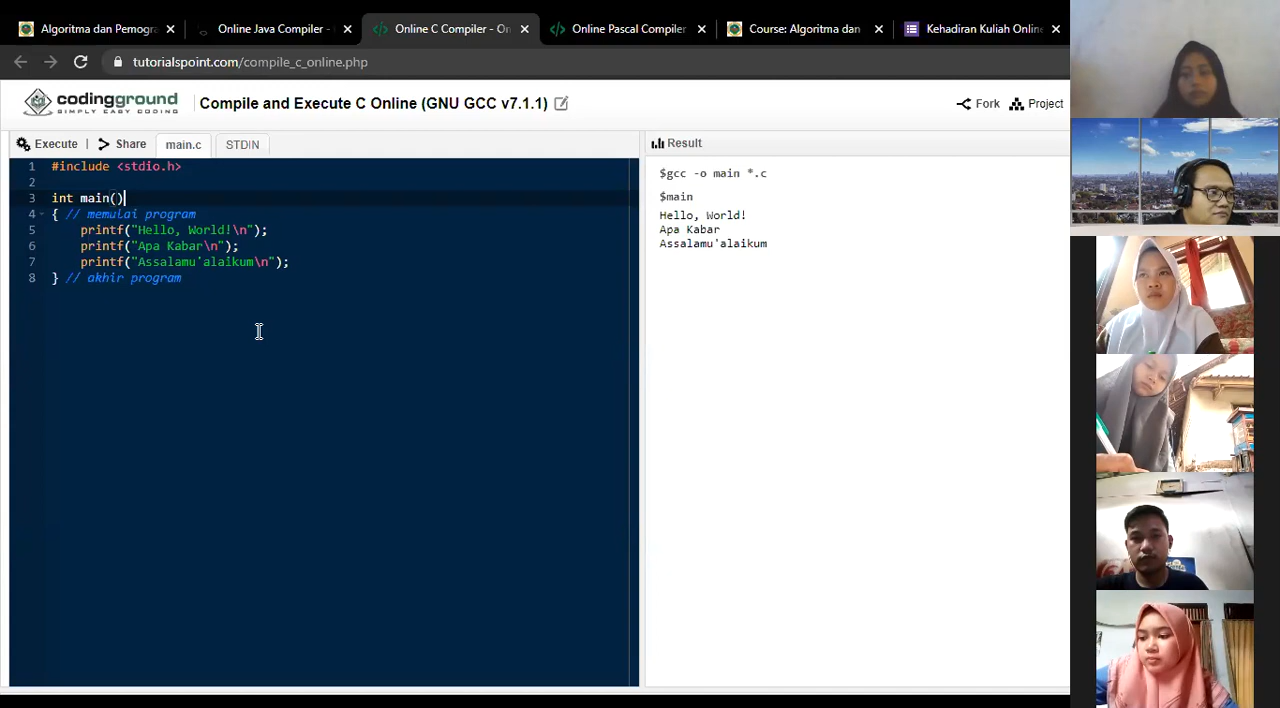 Algoritma dan Pemogra
Online Java Compiler -
Online C Compiler - On
Online Pascal Compiler
Course: Algoritma dan
Kehadiran Kuliah Online
tutorialspoint.com/compile_c_online.php
codingground
SIMPLY EASY CODING
Compile and Execute C Online (GNU GCC v7.1.1)
Fork
Project
Execute | Share main.c STDIN
Result
1 #include <stdio.h>
2
3 int main()
4 { // memulai program
5 printf("Hello, World!\n");
6 printf("Apa Kabar\n");
7 printf("Assalamu'alaikum\n");
8 } // akhir program
$gcc -o main *.c
$main
Hello, World!
Apa Kabar
Assalamu'alaikum